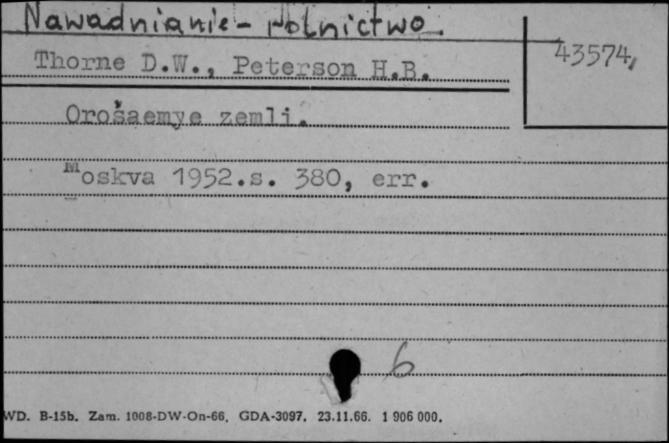 Nawadnianie - rolnictwo.
43574
Thorne D.W., Peterson H.B.
Orošaemye zemli.
Moskva 1952.s. 380, err.
6
WD. B-15b. Zam. 1008-DW-On-66. GDA-3097. 23.11.66. 1 906 000.